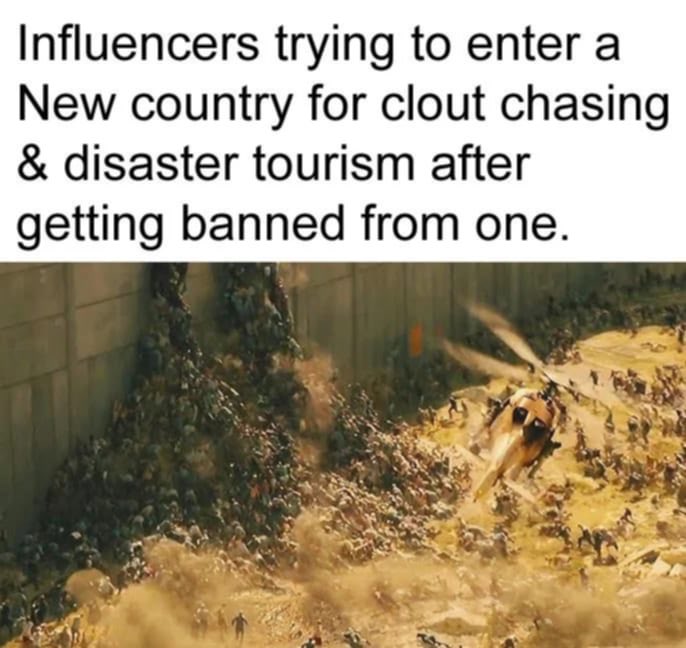 Influencers trying to enter a
New country for clout chasing
& disaster tourism after
getting banned from one.